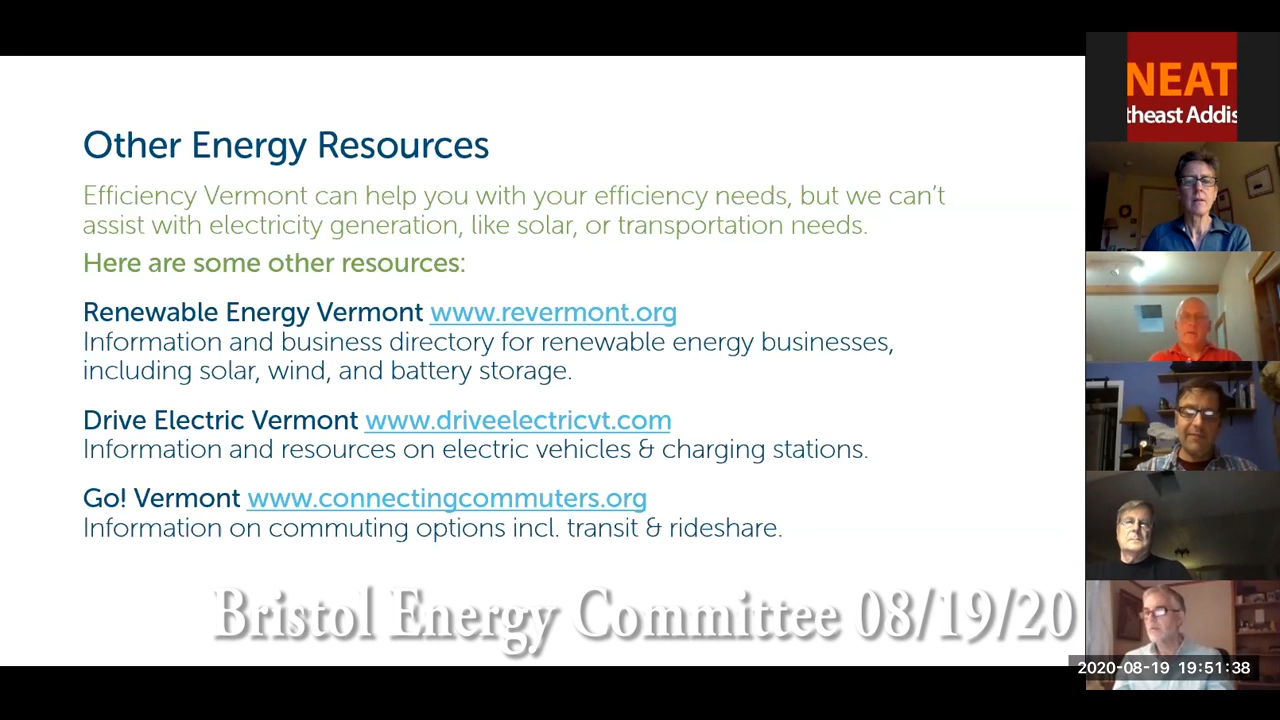 Other Energy Resources
Efficiency Vermont can help you with your efficiency needs, but we can't
assist with electricity generation, like solar, or transportation needs.
Here are some other resources:
Renewable Energy Vermont www.revermont.org
Information and business directory for renewable energy businesses,
including solar, wind, and battery storage.
Drive Electric Vermont www.driveelectricvt.com
Information and resources on electric vehicles & charging stations.
Go! Vermont www.connectingcommuters.org
Information on commuting options incl. transit & rideshare.
Bristol Energy Committee 08/19/20
NEAT
theast Addis
2020-08-19 19:51:38